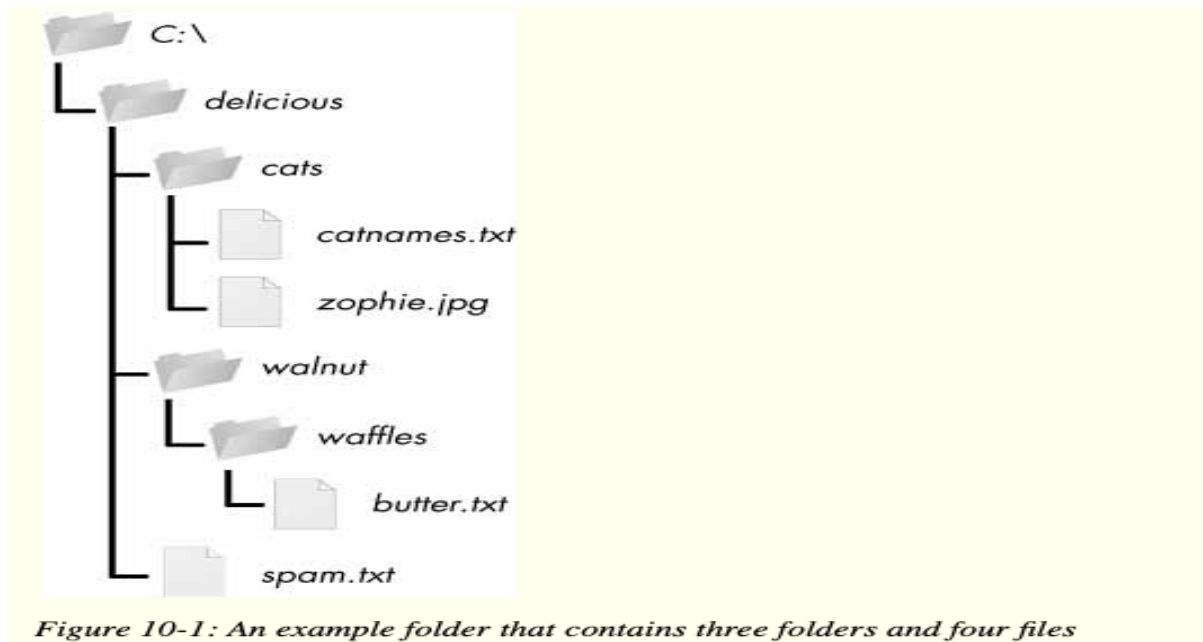 C:\
delicious
cats
catnames.txt
zophie.jpg
walnut
waffles
butter.txt
spam.txt
Figure 10-1: An example folder that contains three folders and four files